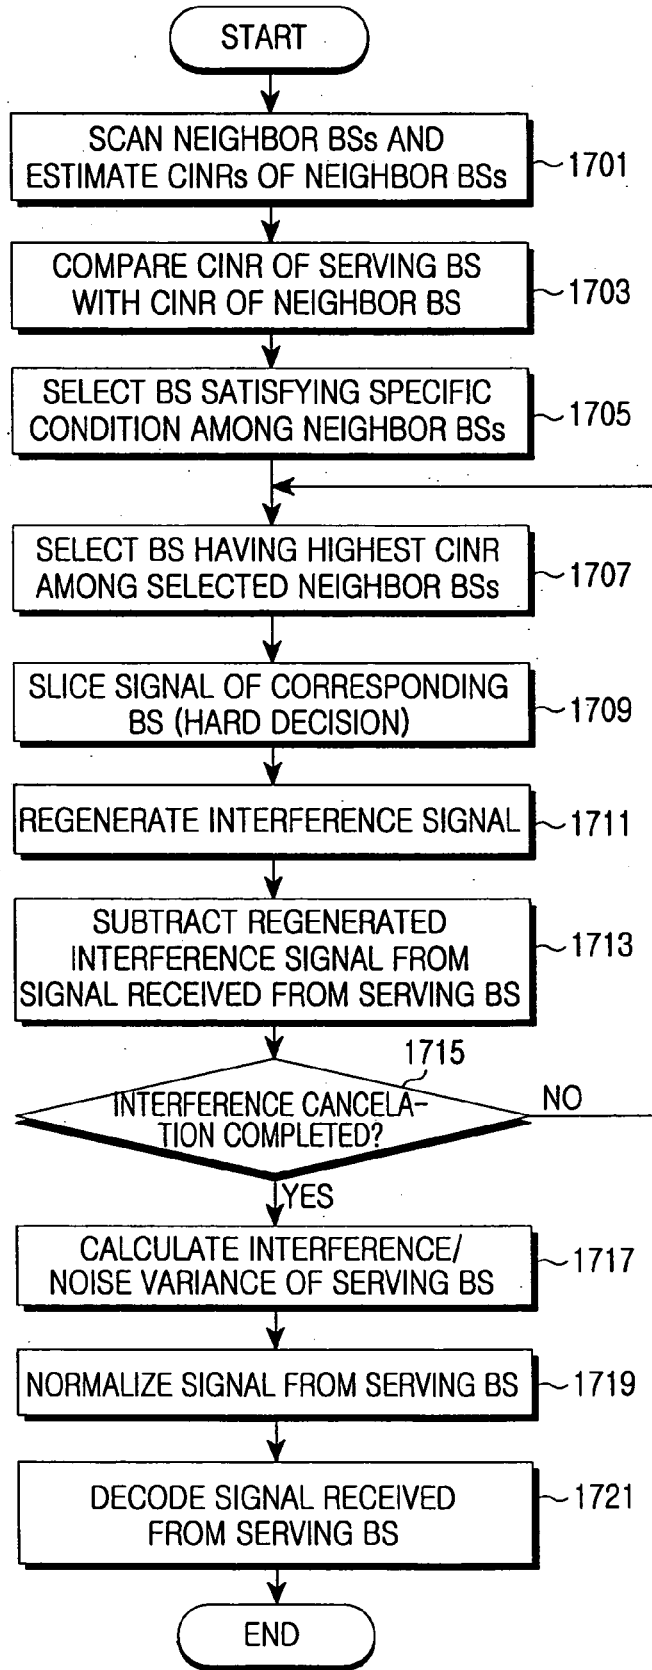 START
SCAN NEIGHBOR BSs AND
ESTIMATE CINRs OF NEIGHBOR BSs
1701
COMPARE CINR OF SERVING BS
WITH CINR OF NEIGHBOR BS
1703
SELECT BS SATISFYING SPECIFIC
CONDITION AMONG NEIGHBOR BSs
1705
SELECT BS HAVING HIGHEST CINR
AMONG SELECTED NEIGHBOR BSs
1707
SLICE SIGNAL OF CORRESPONDING
BS (HARD DECISION)
1709
REGENERATE INTERFERENCE SIGNAL
1711
SUBTRACT REGENERATED
INTERFERENCE SIGNAL FROM
SIGNAL RECEIVED FROM SERVING BS
1713
1715
INTERFERENCE CANCELA-
TION COMPLETED?
NO
YES
CALCULATE INTERFERENCE/
NOISE VARIANCE OF SERVING BS
1717
NORMALIZE SIGNAL FROM SERVING BS
1719
DECODE SIGNAL RECEIVED
FROM SERVING BS
1721
END